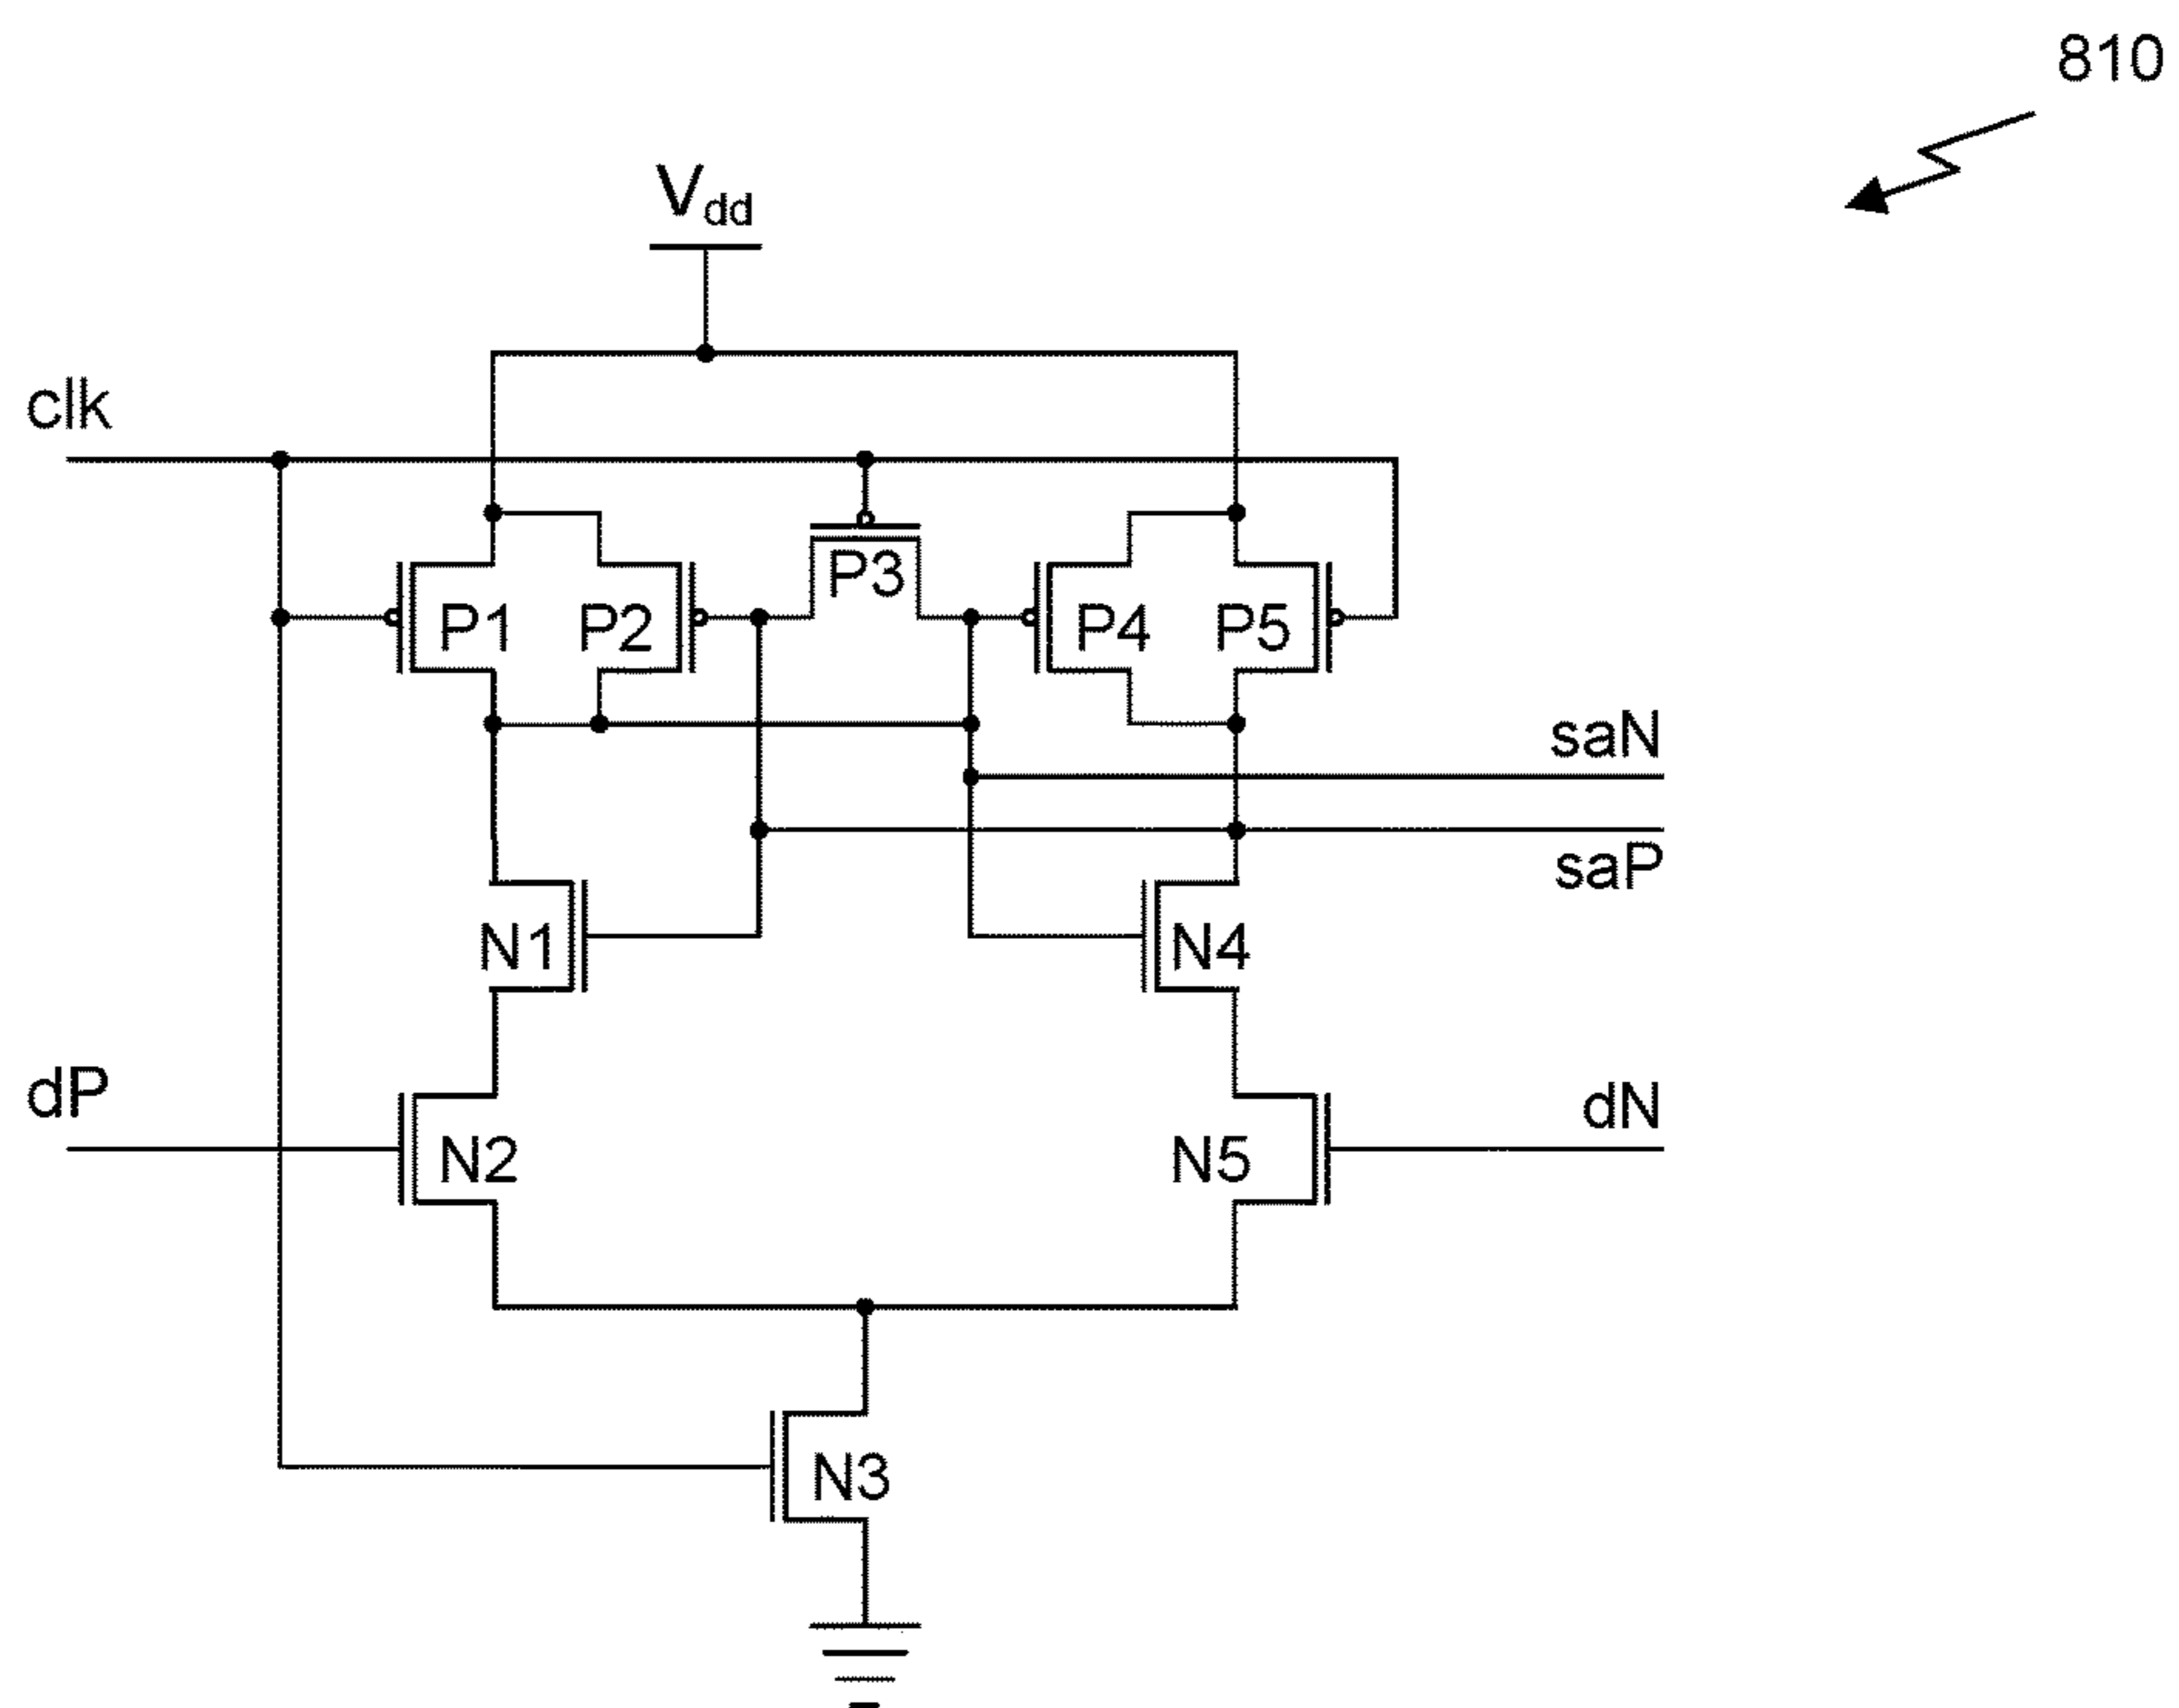 810
Vdd
clk
P3
P1 P2 P4 P5
saN
saP
N1 N4
dP dN
N2 N5
N3